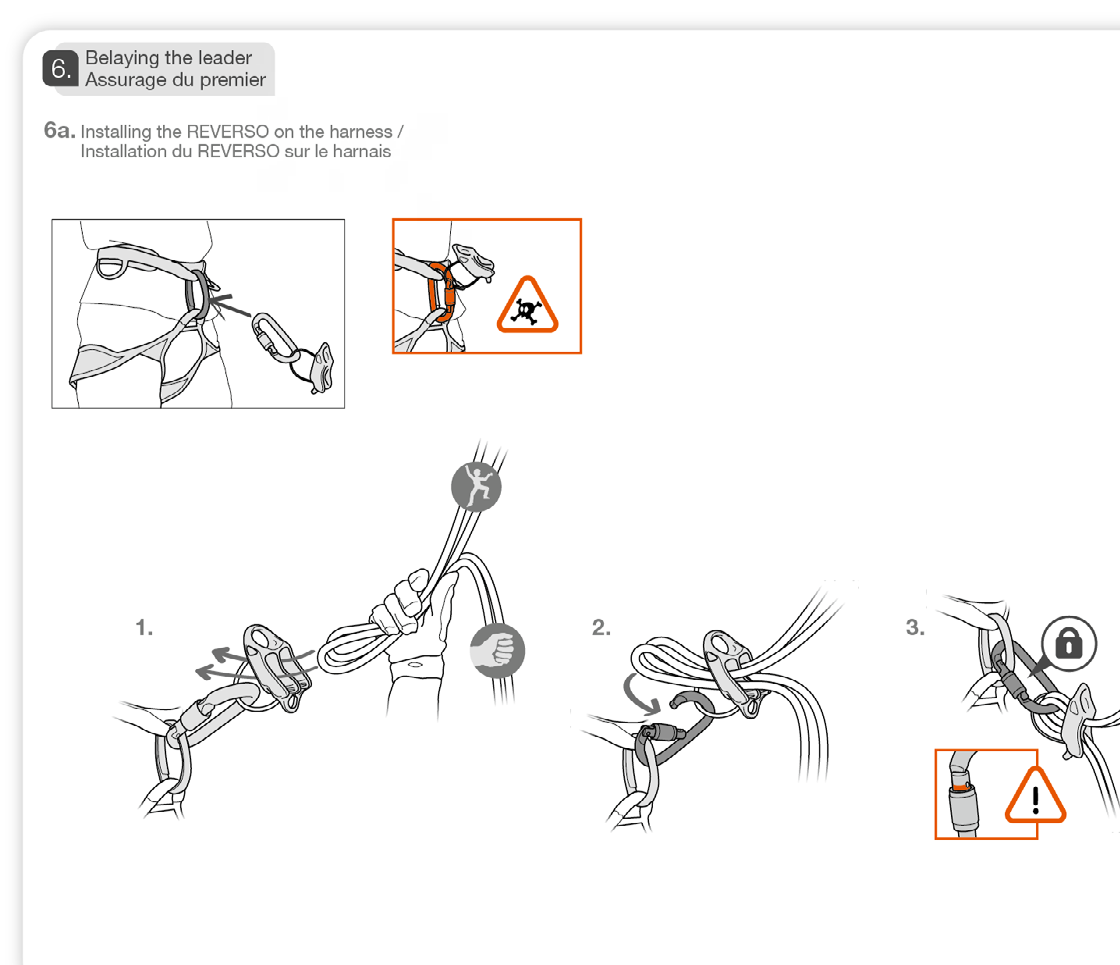 6.
Belaying the leader
Assurage du premier
6a. Installing the REVERSO on the harness /
Installation du REVERSO sur le harnais
1.
2.
3.
!